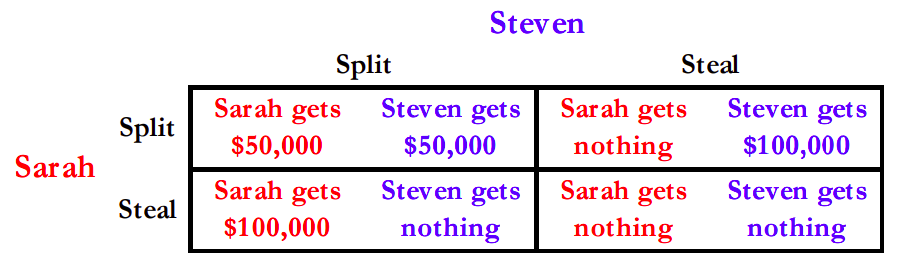 Steven
Split Steal
Sarah gets Steven gets Sarah gets Steven gets
Split
$50,000 $50,000 nothing $100,000
Sarah
Sarah gets Steven gets Sarah gets Steven gets
Steal
$100,000 nothing nothing nothing